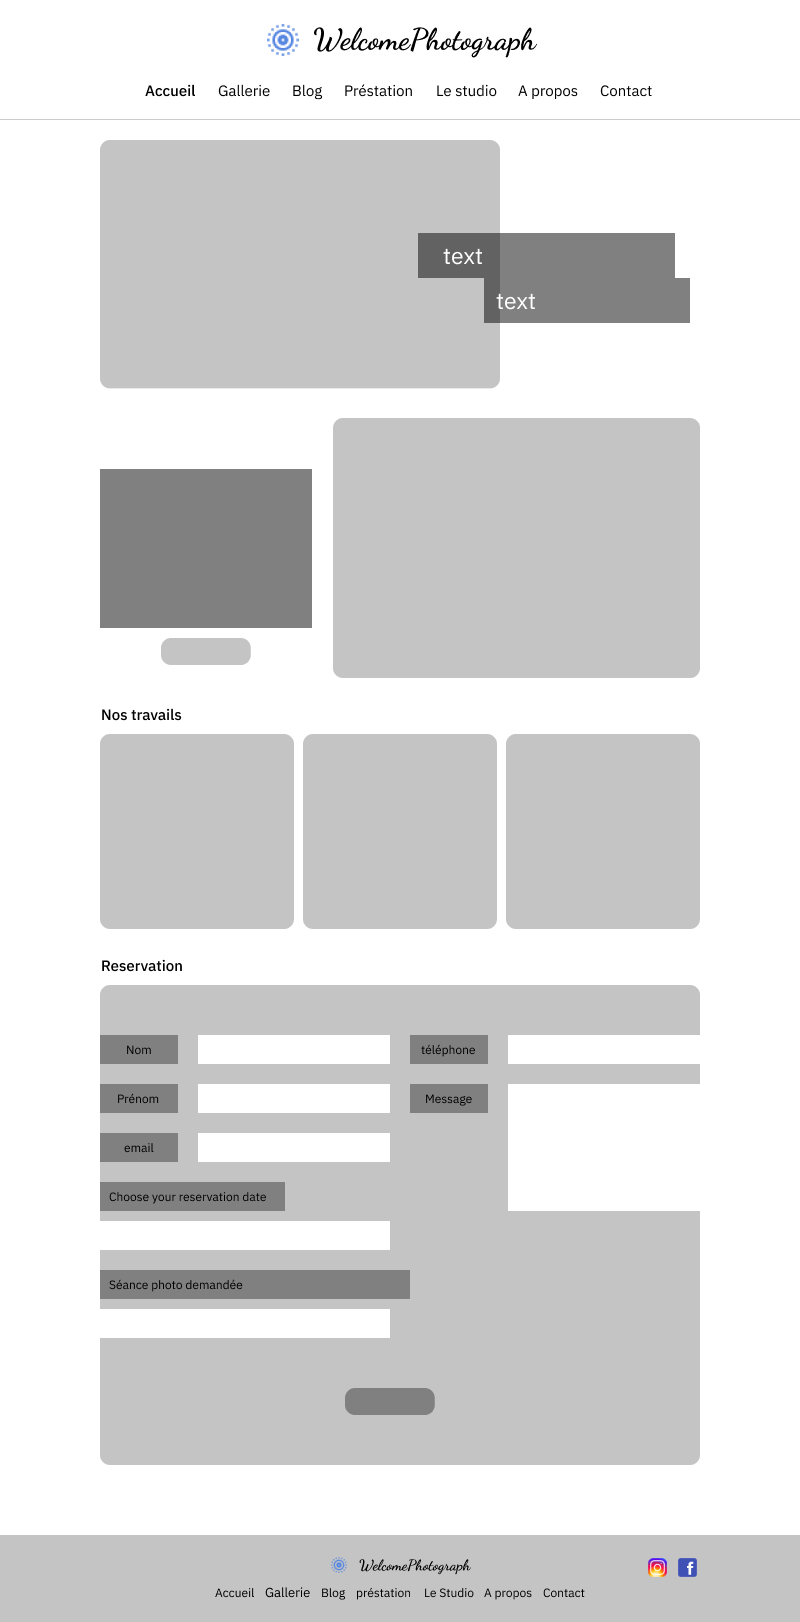 WelcomePhotograph
Accueil Gallerie Blog Préstation Le studio A propos Contact
text
text
Nos travails
Reservation
Nom téléphone
Prénom Message
email
Choose your reservation date
Séance photo demandée
WelcomePhotograph
Accueil Gallerie Blog préstation Le Studio A propos Contact